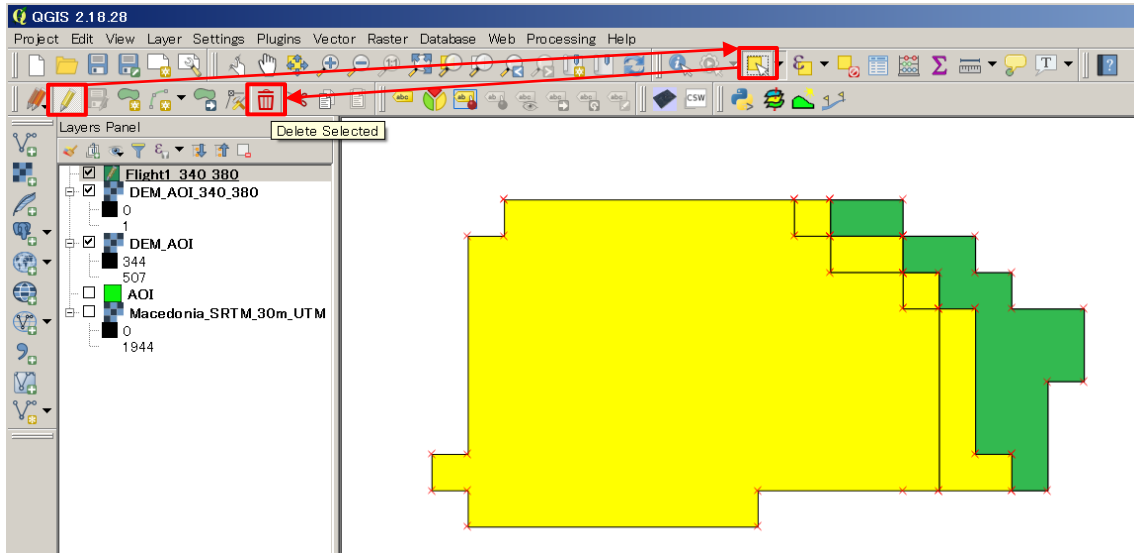 QGIS 2.18.28
Project Edit View Layer Settings Plugins Vector Raster Database Web Processing Help
abc
CSW
Layers Panel
Delete Selected
Flight1_340_380
DEM_AOI_340_380
0
1
DEM_AOI
344
507
AOI
Macedonia_SRTM_30m_UTM
0
1944